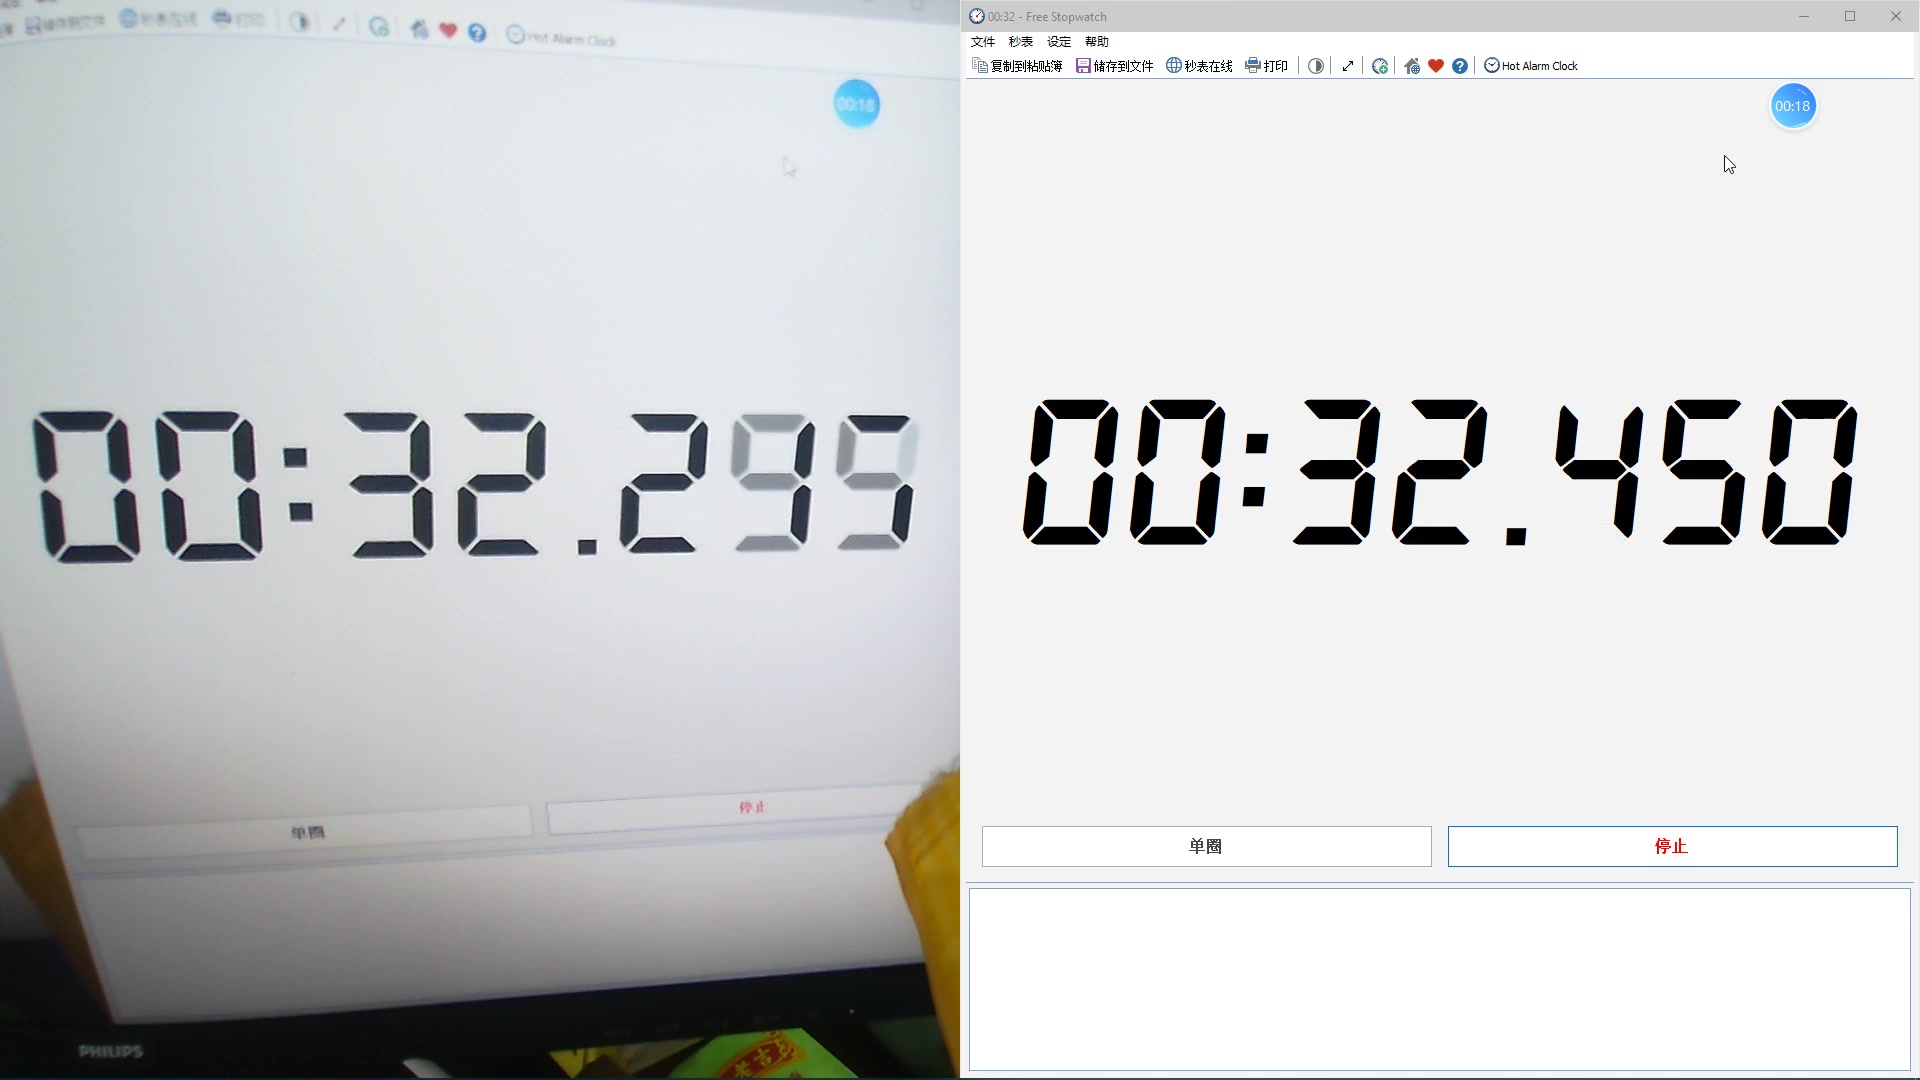 储存到文件 秒表在线 打印 Hot Alarm Clock
00:18
00:32.2
单圈 停止
PHILIPS
00:32 - Free Stopwatch
文件 秒表 设定 帮助
复制到粘贴簿 储存到文件 秒表在线 打印 Hot Alarm Clock
00:18
00:32.450
单圈 停止